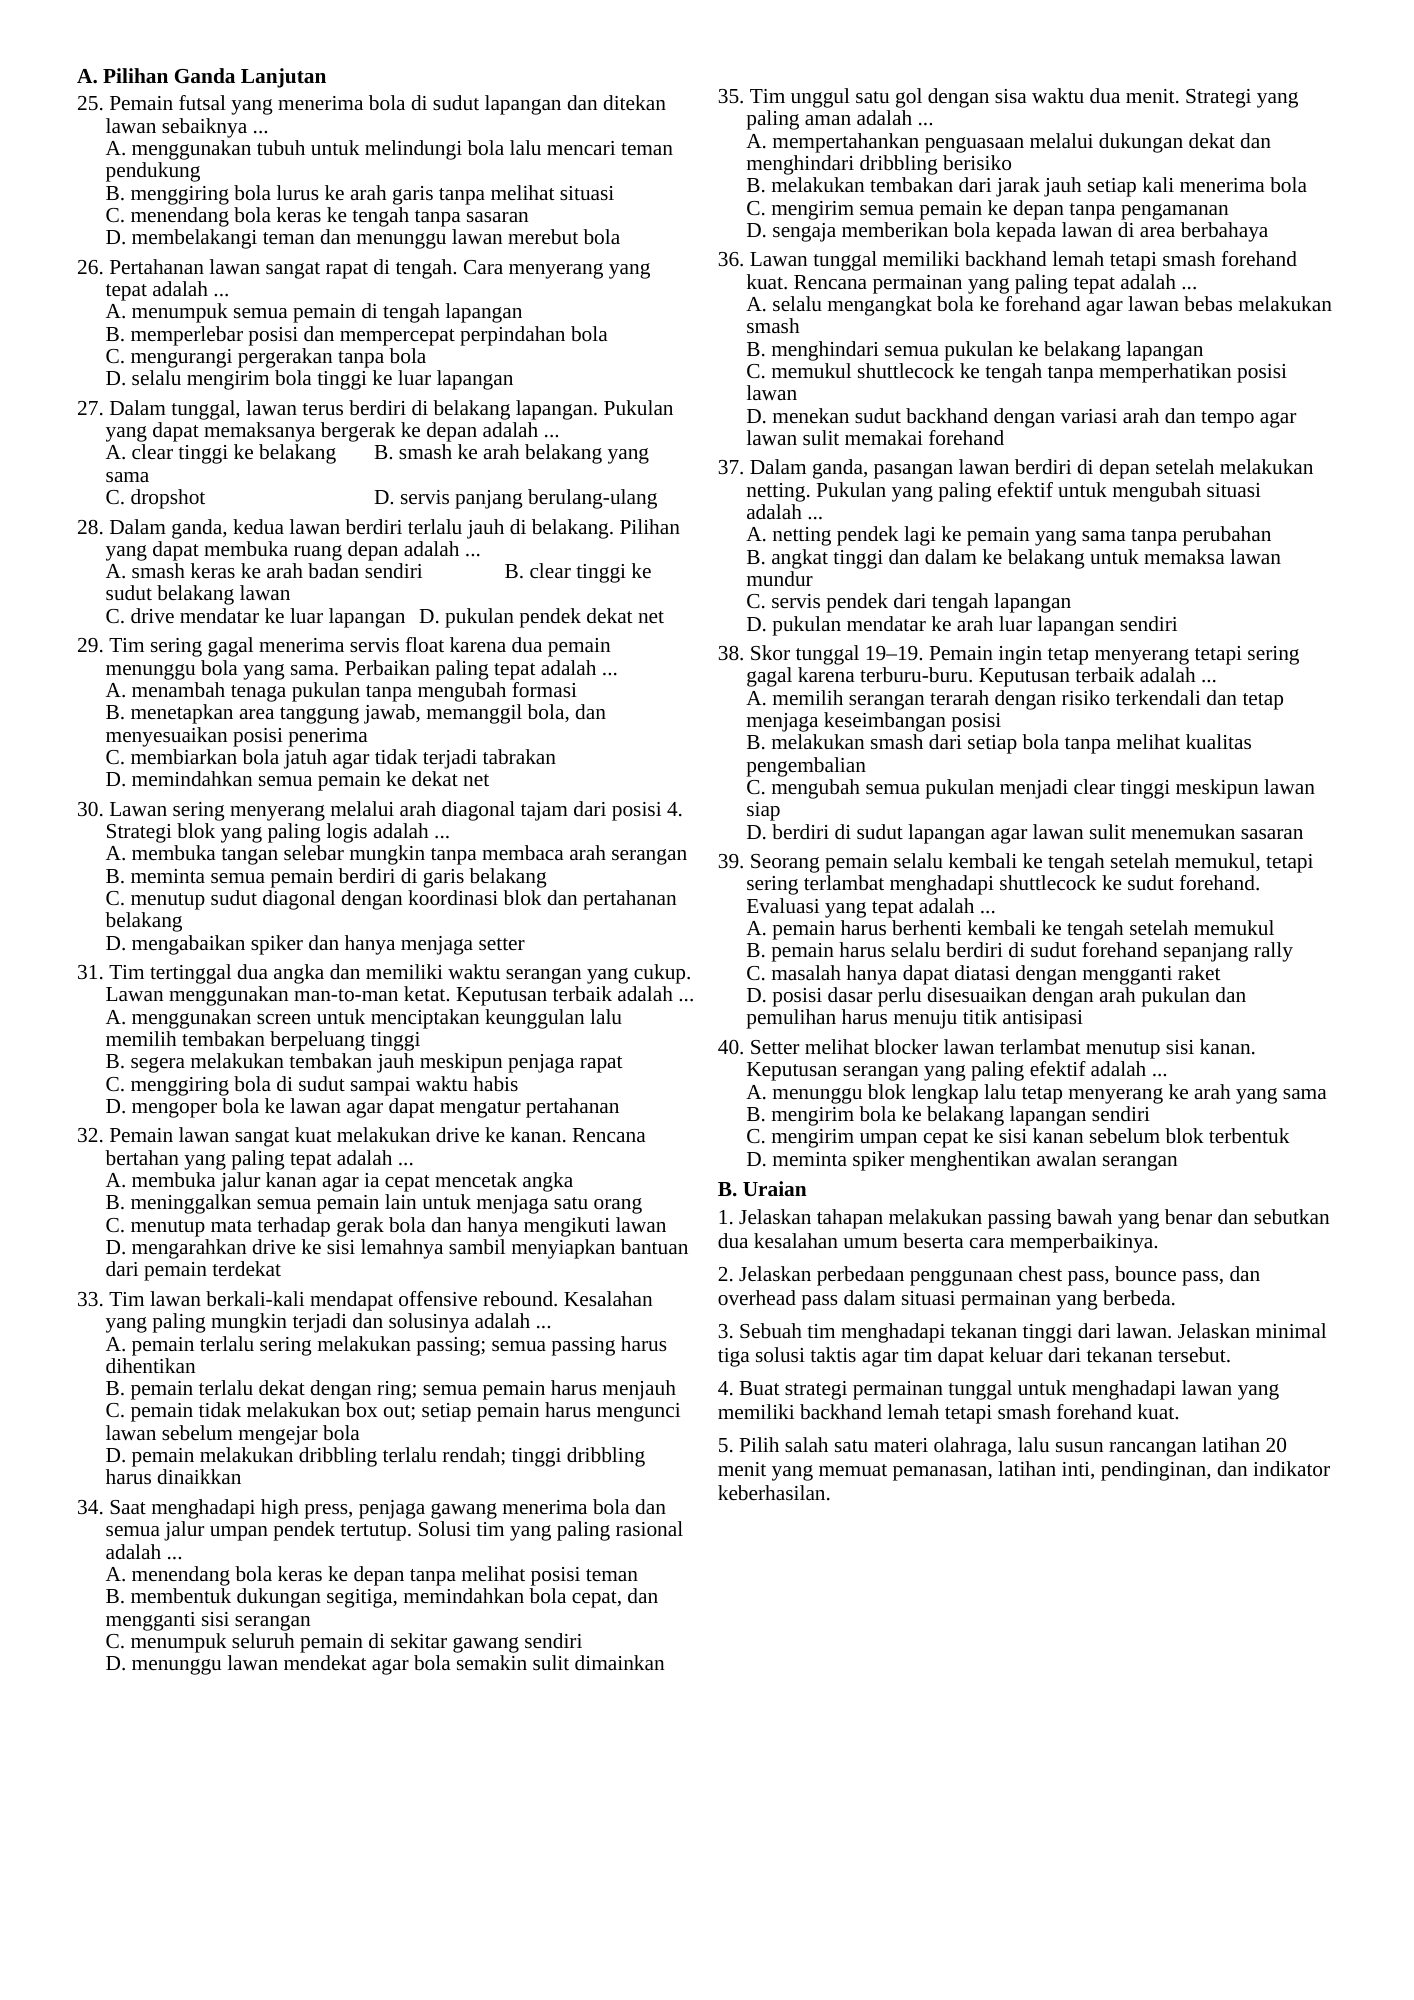 A. Pilihan Ganda Lanjutan
25. Pemain futsal yang menerima bola di sudut lapangan dan ditekan
lawan sebaiknya ...
A. menggunakan tubuh untuk melindungi bola lalu mencari teman
pendukung
B. menggiring bola lurus ke arah garis tanpa melihat situasi
C. menendang bola keras ke tengah tanpa sasaran
D. membelakangi teman dan menunggu lawan merebut bola
26. Pertahanan lawan sangat rapat di tengah. Cara menyerang yang
tepat adalah ...
A. menumpuk semua pemain di tengah lapangan
B. memperlebar posisi dan mempercepat perpindahan bola
C. mengurangi pergerakan tanpa bola
D. selalu mengirim bola tinggi ke luar lapangan
27. Dalam tunggal, lawan terus berdiri di belakang lapangan. Pukulan
yang dapat memaksanya bergerak ke depan adalah ...
A. clear tinggi ke belakang B. smash ke arah belakang yang
sama
C. dropshot D. servis panjang berulang-ulang
28. Dalam ganda, kedua lawan berdiri terlalu jauh di belakang. Pilihan
yang dapat membuka ruang depan adalah ...
A. smash keras ke arah badan sendiri B. clear tinggi ke
sudut belakang lawan
C. drive mendatar ke luar lapangan D. pukulan pendek dekat net
29. Tim sering gagal menerima servis float karena dua pemain
menunggu bola yang sama. Perbaikan paling tepat adalah ...
A. menambah tenaga pukulan tanpa mengubah formasi
B. menetapkan area tanggung jawab, memanggil bola, dan
menyesuaikan posisi penerima
C. membiarkan bola jatuh agar tidak terjadi tabrakan
D. memindahkan semua pemain ke dekat net
30. Lawan sering menyerang melalui arah diagonal tajam dari posisi 4.
Strategi blok yang paling logis adalah ...
A. membuka tangan selebar mungkin tanpa membaca arah serangan
B. meminta semua pemain berdiri di garis belakang
C. menutup sudut diagonal dengan koordinasi blok dan pertahanan
belakang
D. mengabaikan spiker dan hanya menjaga setter
31. Tim tertinggal dua angka dan memiliki waktu serangan yang cukup.
Lawan menggunakan man-to-man ketat. Keputusan terbaik adalah ...
A. menggunakan screen untuk menciptakan keunggulan lalu
memilih tembakan berpeluang tinggi
B. segera melakukan tembakan jauh meskipun penjaga rapat
C. menggiring bola di sudut sampai waktu habis
D. mengoper bola ke lawan agar dapat mengatur pertahanan
32. Pemain lawan sangat kuat melakukan drive ke kanan. Rencana
bertahan yang paling tepat adalah ...
A. membuka jalur kanan agar ia cepat mencetak angka
B. meninggalkan semua pemain lain untuk menjaga satu orang
C. menutup mata terhadap gerak bola dan hanya mengikuti lawan
D. mengarahkan drive ke sisi lemahnya sambil menyiapkan bantuan
dari pemain terdekat
33. Tim lawan berkali-kali mendapat offensive rebound. Kesalahan
yang paling mungkin terjadi dan solusinya adalah ...
A. pemain terlalu sering melakukan passing; semua passing harus
dihentikan
B. pemain terlalu dekat dengan ring; semua pemain harus menjauh
C. pemain tidak melakukan box out; setiap pemain harus mengunci
lawan sebelum mengejar bola
D. pemain melakukan dribbling terlalu rendah; tinggi dribbling
harus dinaikkan
34. Saat menghadapi high press, penjaga gawang menerima bola dan
semua jalur umpan pendek tertutup. Solusi tim yang paling rasional
adalah ...
A. menendang bola keras ke depan tanpa melihat posisi teman
B. membentuk dukungan segitiga, memindahkan bola cepat, dan
mengganti sisi serangan
C. menumpuk seluruh pemain di sekitar gawang sendiri
D. menunggu lawan mendekat agar bola semakin sulit dimainkan
35. Tim unggul satu gol dengan sisa waktu dua menit. Strategi yang
paling aman adalah ...
A. mempertahankan penguasaan melalui dukungan dekat dan
menghindari dribbling berisiko
B. melakukan tembakan dari jarak jauh setiap kali menerima bola
C. mengirim semua pemain ke depan tanpa pengamanan
D. sengaja memberikan bola kepada lawan di area berbahaya
36. Lawan tunggal memiliki backhand lemah tetapi smash forehand
kuat. Rencana permainan yang paling tepat adalah ...
A. selalu mengangkat bola ke forehand agar lawan bebas melakukan
smash
B. menghindari semua pukulan ke belakang lapangan
C. memukul shuttlecock ke tengah tanpa memperhatikan posisi
lawan
D. menekan sudut backhand dengan variasi arah dan tempo agar
lawan sulit memakai forehand
37. Dalam ganda, pasangan lawan berdiri di depan setelah melakukan
netting. Pukulan yang paling efektif untuk mengubah situasi
adalah ...
A. netting pendek lagi ke pemain yang sama tanpa perubahan
B. angkat tinggi dan dalam ke belakang untuk memaksa lawan
mundur
C. servis pendek dari tengah lapangan
D. pukulan mendatar ke arah luar lapangan sendiri
38. Skor tunggal 19–19. Pemain ingin tetap menyerang tetapi sering
gagal karena terburu-buru. Keputusan terbaik adalah ...
A. memilih serangan terarah dengan risiko terkendali dan tetap
menjaga keseimbangan posisi
B. melakukan smash dari setiap bola tanpa melihat kualitas
pengembalian
C. mengubah semua pukulan menjadi clear tinggi meskipun lawan
siap
D. berdiri di sudut lapangan agar lawan sulit menemukan sasaran
39. Seorang pemain selalu kembali ke tengah setelah memukul, tetapi
sering terlambat menghadapi shuttlecock ke sudut forehand.
Evaluasi yang tepat adalah ...
A. pemain harus berhenti kembali ke tengah setelah memukul
B. pemain harus selalu berdiri di sudut forehand sepanjang rally
C. masalah hanya dapat diatasi dengan mengganti raket
D. posisi dasar perlu disesuaikan dengan arah pukulan dan
pemulihan harus menuju titik antisipasi
40. Setter melihat blocker lawan terlambat menutup sisi kanan.
Keputusan serangan yang paling efektif adalah ...
A. menunggu blok lengkap lalu tetap menyerang ke arah yang sama
B. mengirim bola ke belakang lapangan sendiri
C. mengirim umpan cepat ke sisi kanan sebelum blok terbentuk
D. meminta spiker menghentikan awalan serangan
B. Uraian
1. Jelaskan tahapan melakukan passing bawah yang benar dan sebutkan
dua kesalahan umum beserta cara memperbaikinya.
2. Jelaskan perbedaan penggunaan chest pass, bounce pass, dan
overhead pass dalam situasi permainan yang berbeda.
3. Sebuah tim menghadapi tekanan tinggi dari lawan. Jelaskan minimal
tiga solusi taktis agar tim dapat keluar dari tekanan tersebut.
4. Buat strategi permainan tunggal untuk menghadapi lawan yang
memiliki backhand lemah tetapi smash forehand kuat.
5. Pilih salah satu materi olahraga, lalu susun rancangan latihan 20
menit yang memuat pemanasan, latihan inti, pendinginan, dan indikator
keberhasilan.